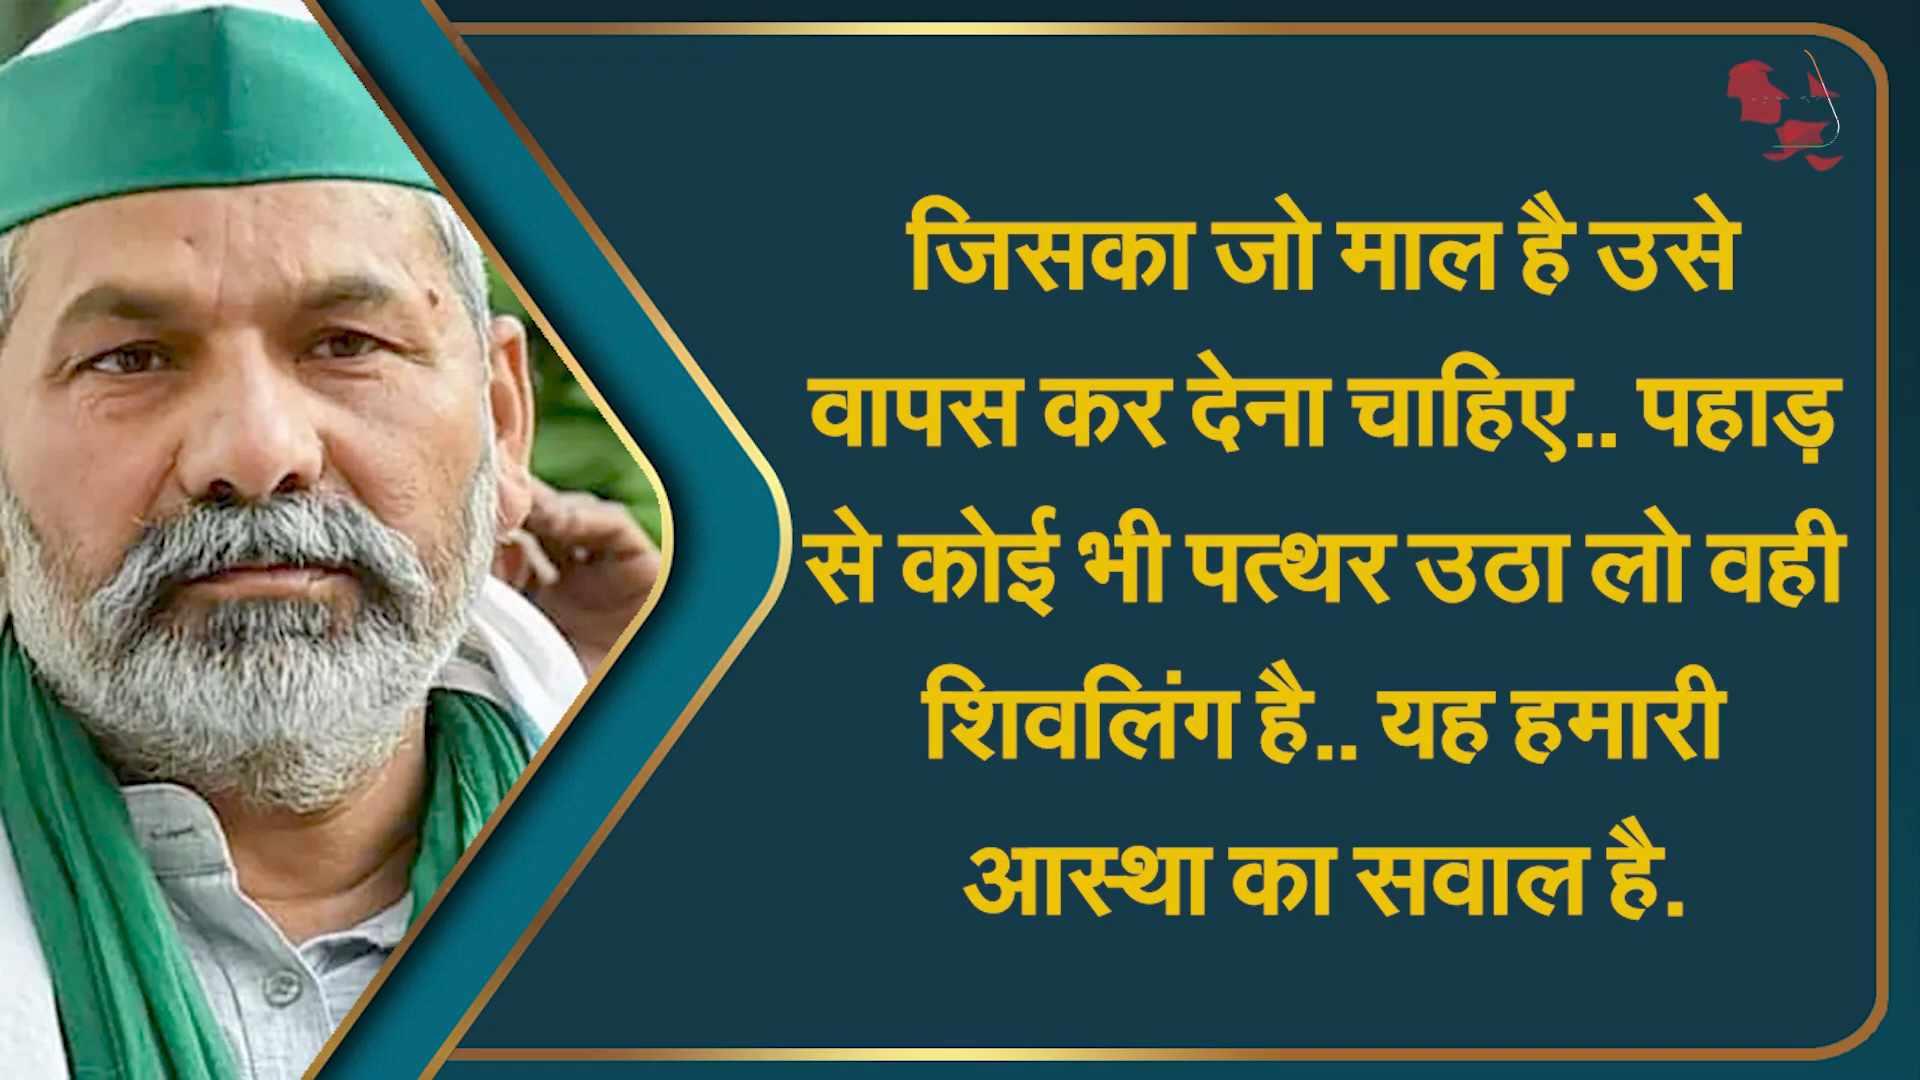 जिसका जो माल है उसे
वापस कर देना चाहिए.. पहाड़
से कोई भी पत्थर उठा लो वही
शिवलिंग है.. यह हमारी
आस्था का सवाल है.